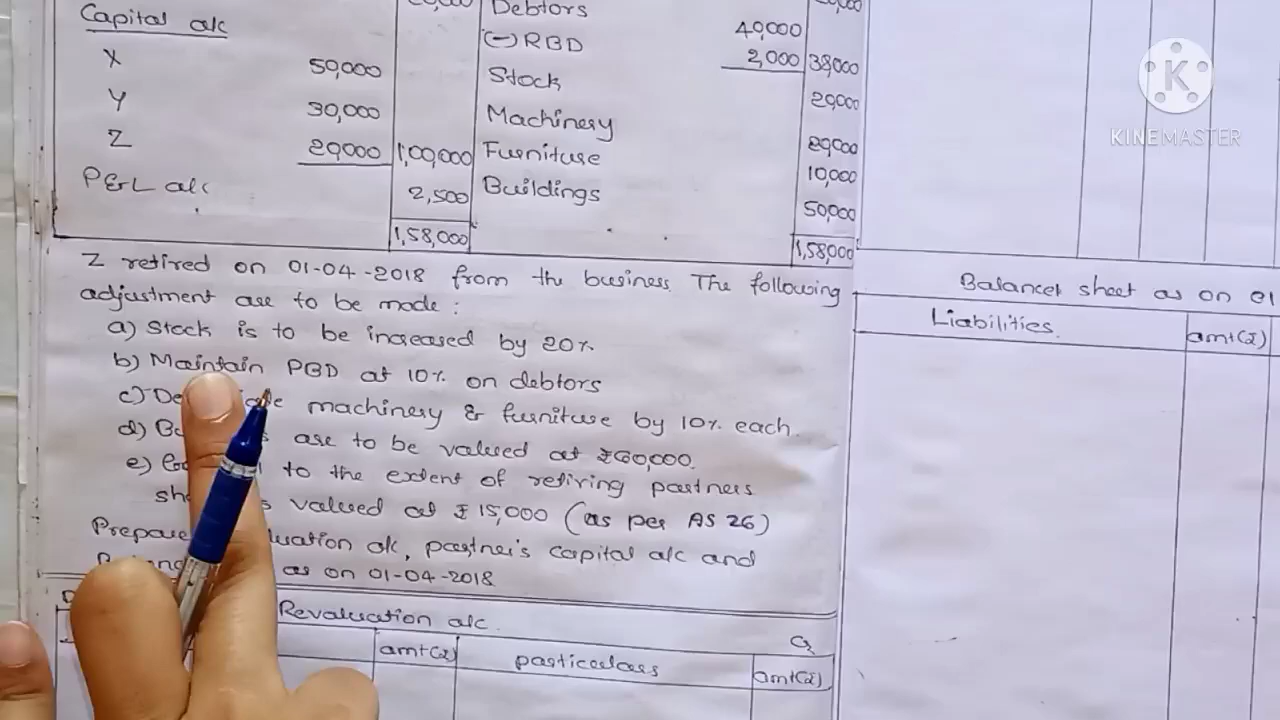 Debtors 40,000
Capital a/c (-) RBD 2,000 38,000
X 50,000 Stock 20,000
Y 30,000 Machinery 20,000
Z 20,000 1,00,000 Furniture 10,000
P&L a/c 2,500 Buildings 50,000
1,58,000 1,58,000
Z retired on 01-04-2018 from the business. The following
adjustment are to be made :
a) Stock is to be increased by 20%
b) Maintain PBD at 10% on debtors
c) machinery & furniture by 10% each.
d) are to be valued at ₹60,000.
e) to the extent of retiring partners
valued at ₹ 15,000 (as per AS 26)
Prepare a/c, partner's capital a/c and
as on 01-04-2018
Revaluation a/c.
Cr
amt(₹) particulars amt(₹)
Balancet sheet as on 01
Liabilities amt(₹)
K
KINEMASTER